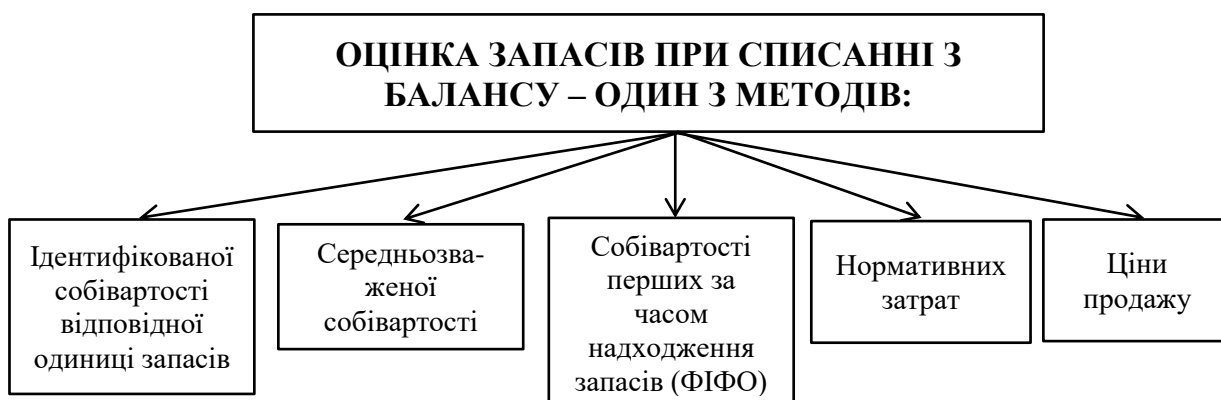 ОЦІНКА ЗАПАСІВ ПРИ СПИСАННІ З
БАЛАНСУ – ОДИН З МЕТОДІВ:
Ідентифікованої
собівартості
відповідної
одиниці запасів
Середньозва-
женої
собівартості
Собівартості
перших за
часом
надходження
запасів (ФІФО)
Нормативних
затрат
Ціни
продажу